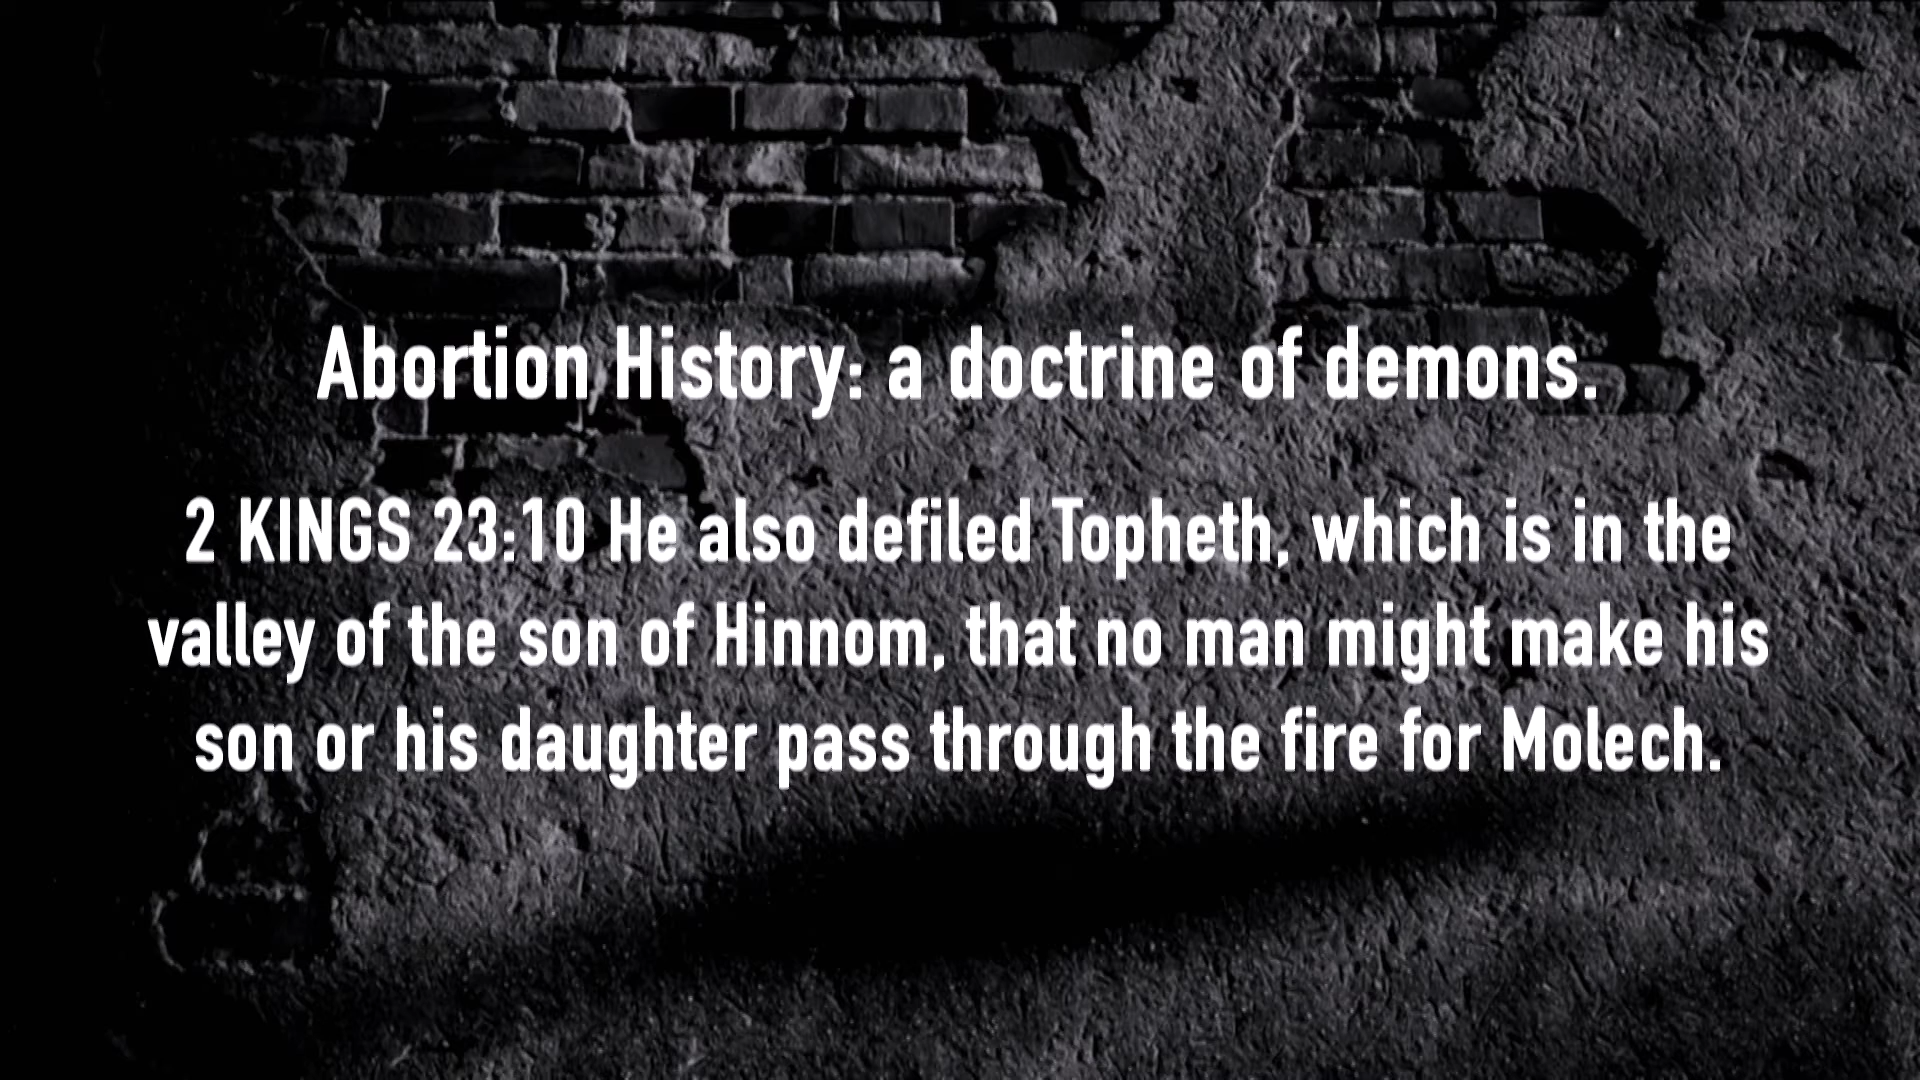 Abortion History: a doctrine of demons.
2 KINGS 23:10 He also defiled Topheth, which is in the
valley of the son of Hinnom, that no man might make his
son or his daughter pass through the fire for Molech.